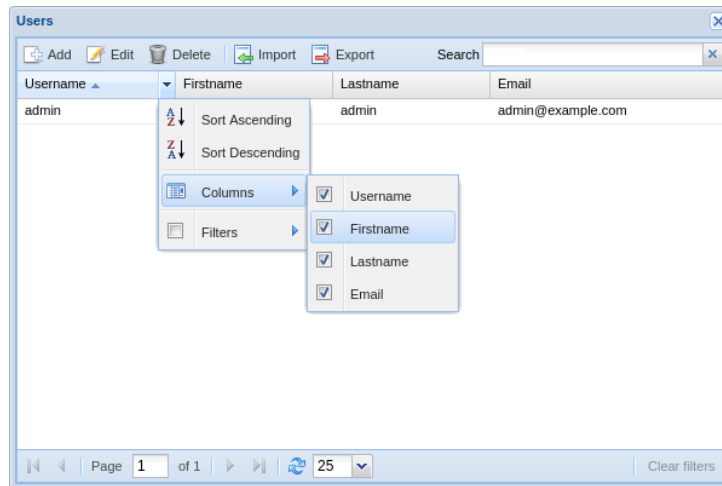 Users
Add Edit Delete Import Export Search
Username Firstname Lastname Email
admin admin admin@example.com
Sort Ascending
Sort Descending
Columns
Username
Firstname
Filters
Lastname
Email
Page 1 of 1 25 Clear filters